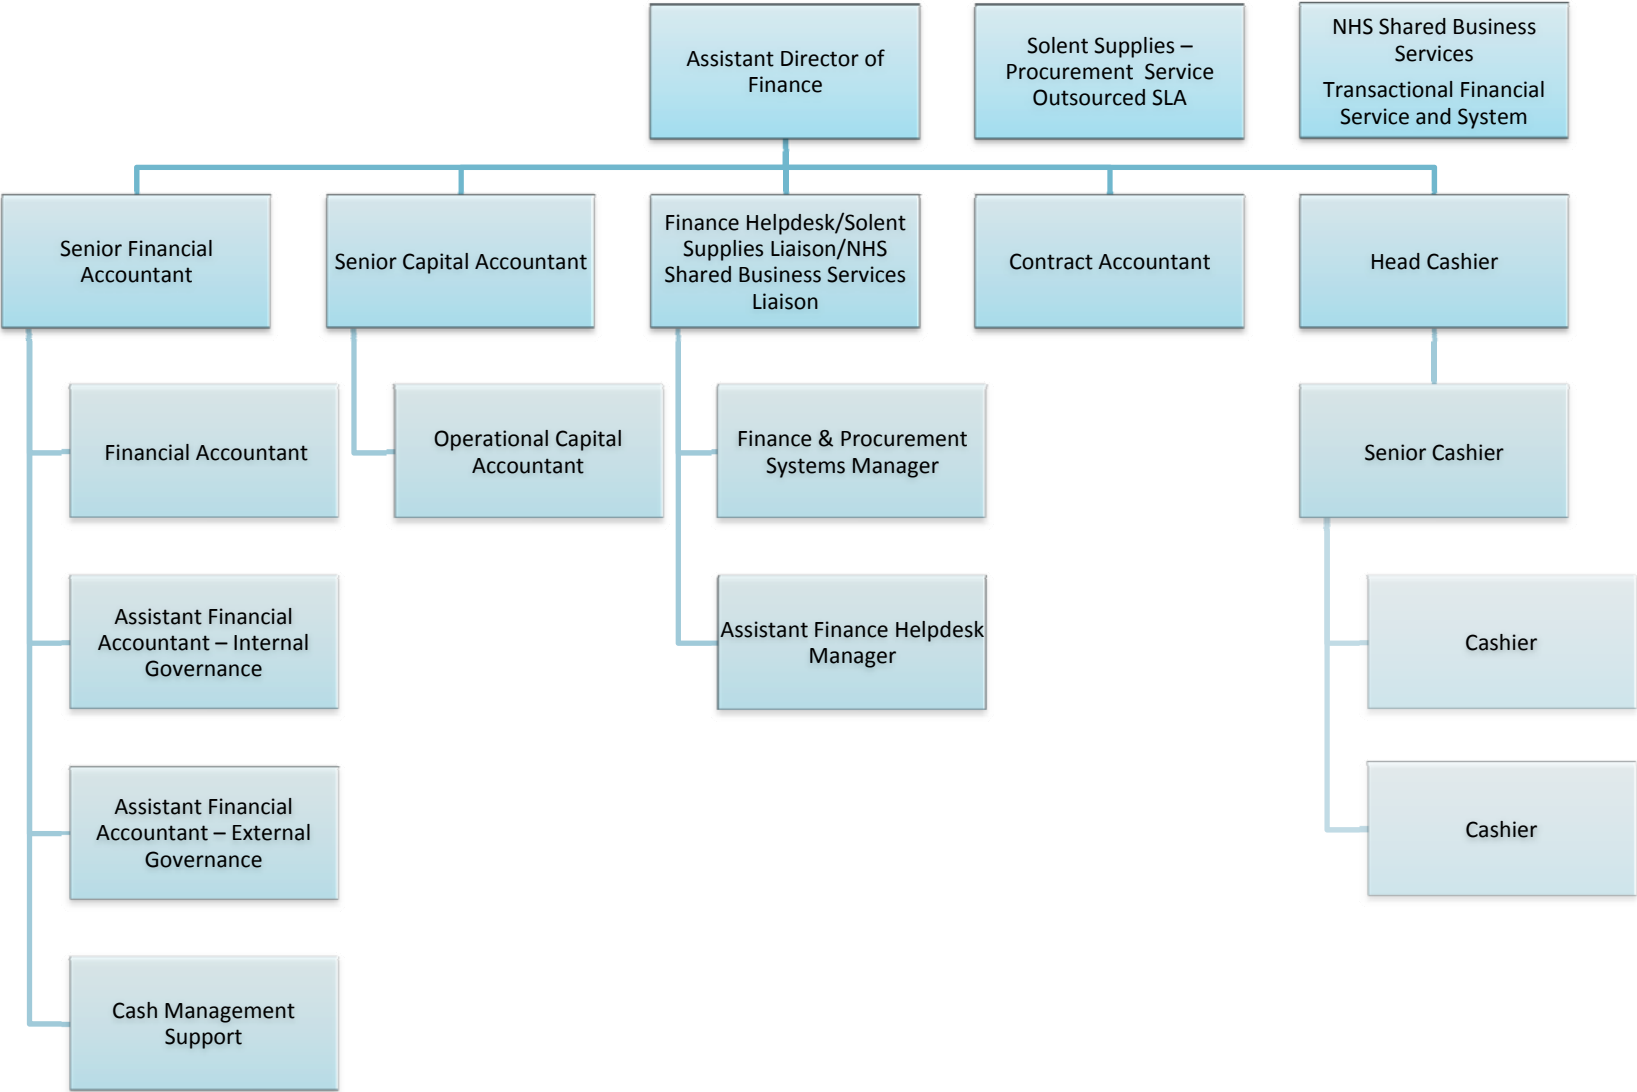 Assistant Director of
Finance
Solent Supplies –
Procurement  Service
Outsourced SLA
NHS Shared Business
Services
Transactional Financial
Service and System
Senior Financial
Accountant
Senior Capital Accountant
Finance Helpdesk/Solent
Supplies Liaison/NHS
Shared Business Services
Liaison
Contract Accountant
Head Cashier
Financial Accountant
Operational Capital
Accountant
Finance & Procurement
Systems Manager
Senior Cashier
Assistant Financial
Accountant – Internal
Governance
Assistant Finance Helpdesk
Manager
Cashier
Assistant Financial
Accountant – External
Governance
Cashier
Cash Management
Support